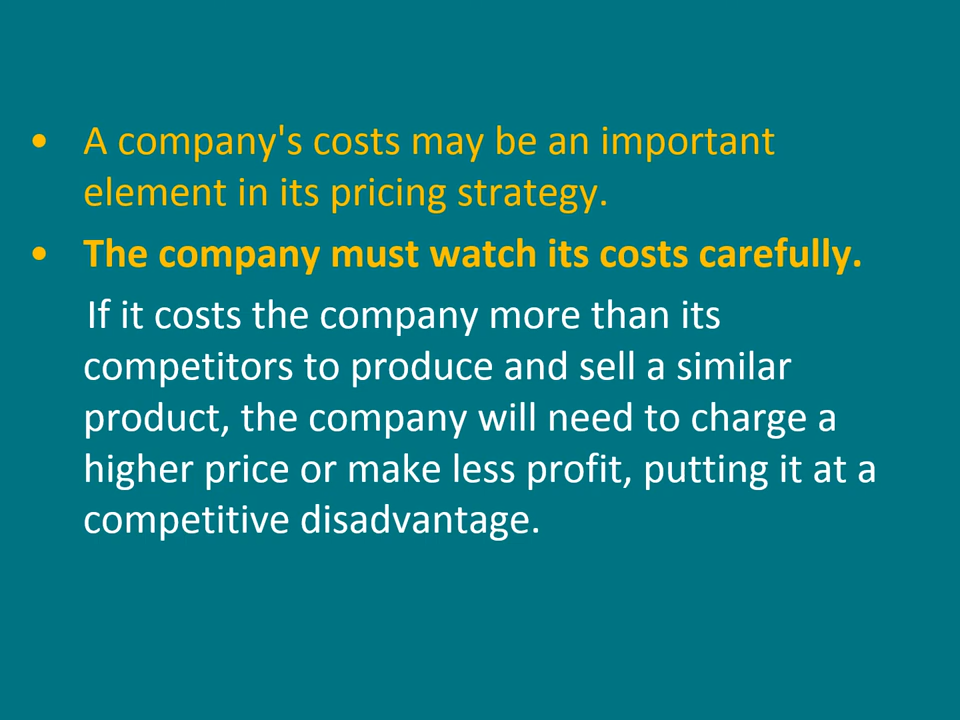 • A company's costs may be an important
element in its pricing strategy.
• The company must watch its costs carefully.
If it costs the company more than its
competitors to produce and sell a similar
product, the company will need to charge a
higher price or make less profit, putting it at a
competitive disadvantage.